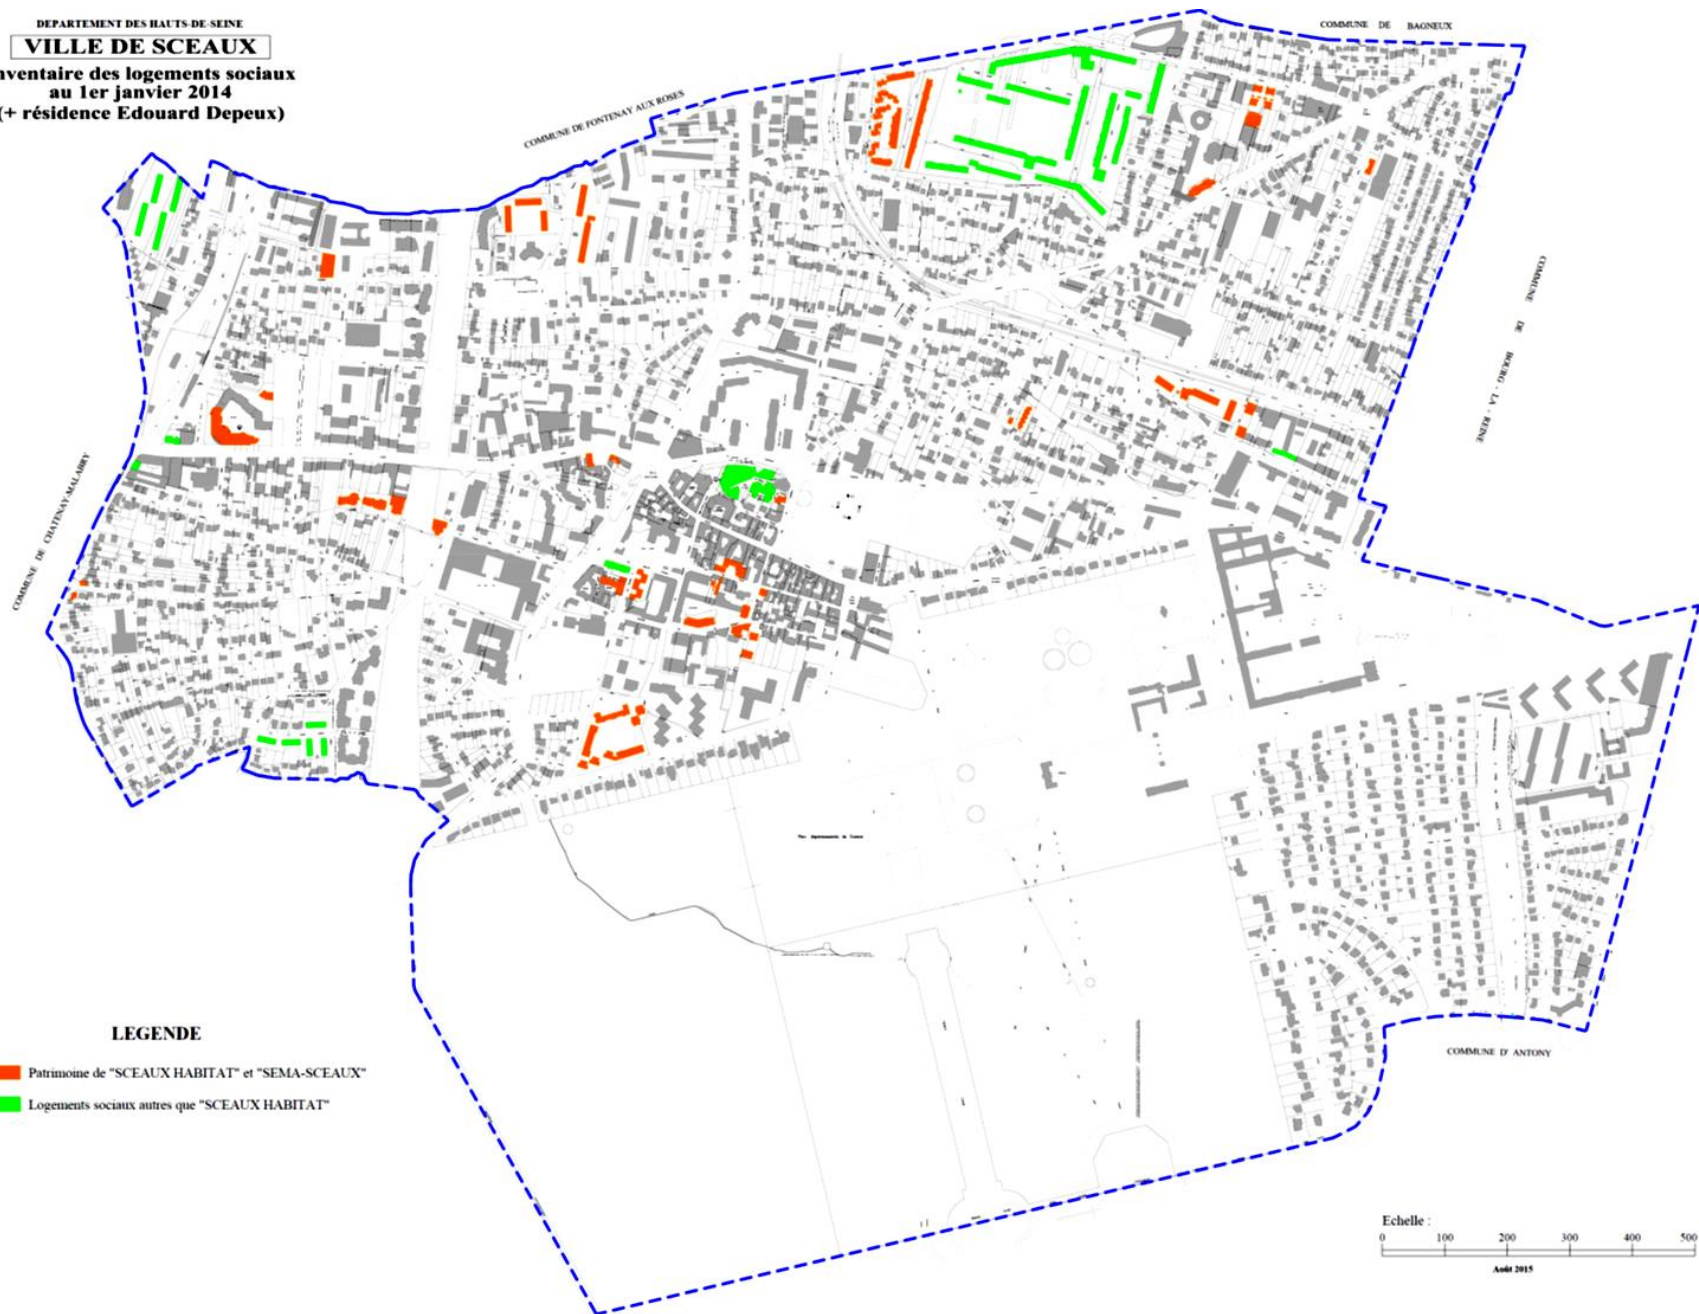 DEPARTEMENT DES HAUTS-DE-SEINE
VILLE DE SCEAUX
nventaire des logements sociaux
au 1er janvier 2014
(+ résidence Edouard Depeux)
COMMUNE DE BAGNEUX
COMMUNE DE FONTENAY AUX ROSES
COMMUNE DE BOURG - LA - REINE
COMMUNE DE CHATENAY-MALABRY
COMMUNE D' ANTONY
LEGENDE
Patrimoine de "SCEAUX HABITAT" et "SEMA-SCEAUX"
Logements sociaux autres que "SCEAUX HABITAT"
Echelle :
0 100 200 300 400 500
Août 2015